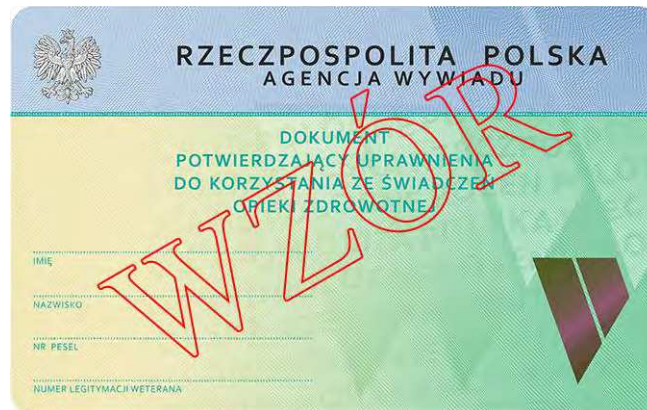 RZECZPOSPOLITA POLSKA
AGENCJA WYWIADU
DOKUMENT
POTWIERDZAJĄCY UPRAWNIENIA
DO KORZYSTANIA ZE ŚWIADCZEŃ
OPIEKI ZDROWOTNEJ
WZÓR
IMIĘ
NAZWISKO
NR PESEL
NUMER LEGITYMACJI WETERANA